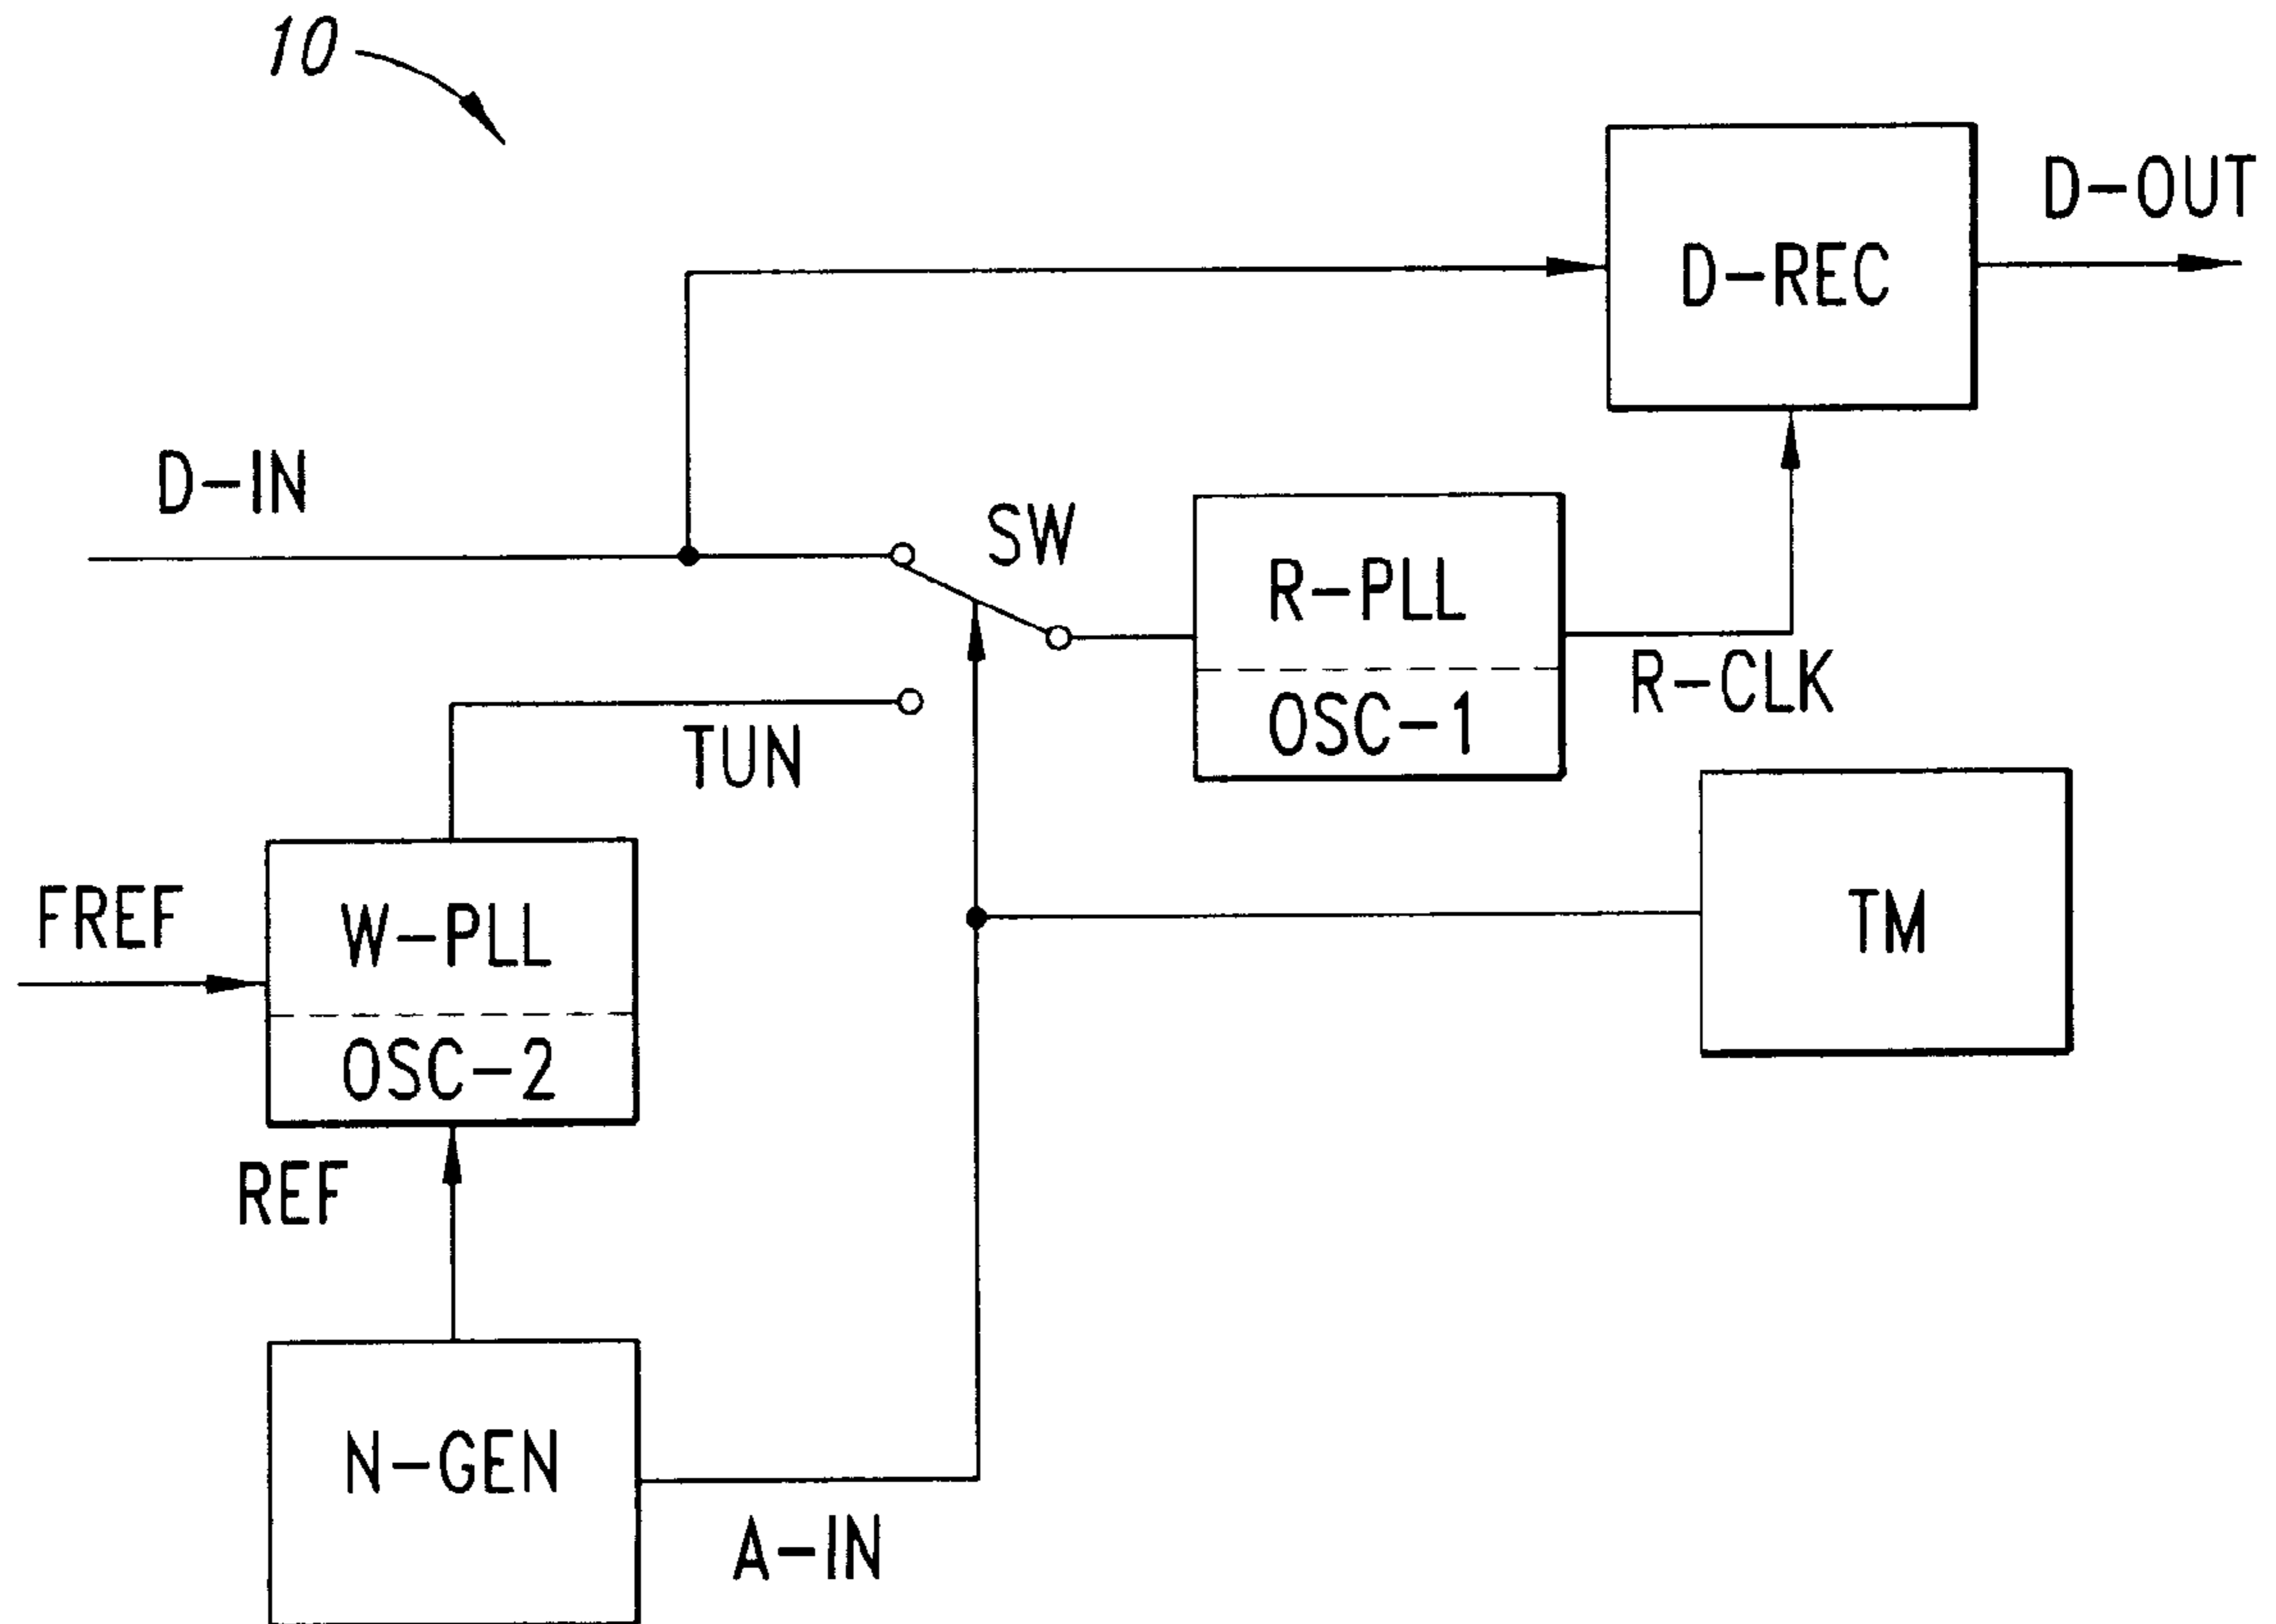 10
D-OUT
D-REC
D-IN
SW
R-PLL
R-CLK
OSC-1
TUN
FREF
W-PLL
TM
OSC-2
REF
N-GEN
A-IN